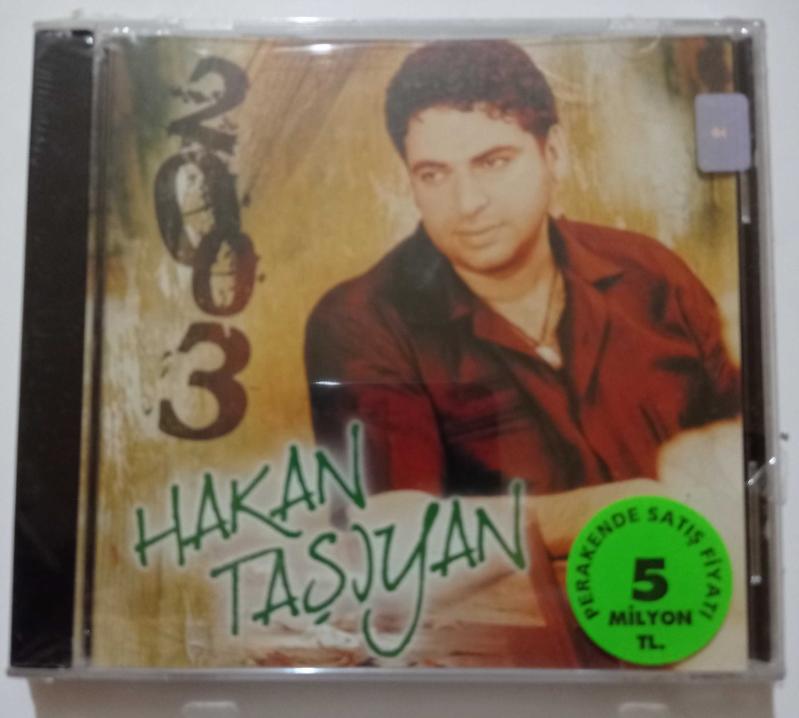 2003
HAKAN
TAŞIYAN
PERAKENDE SATIŞ FİYATI
5
MİLYON
TL.